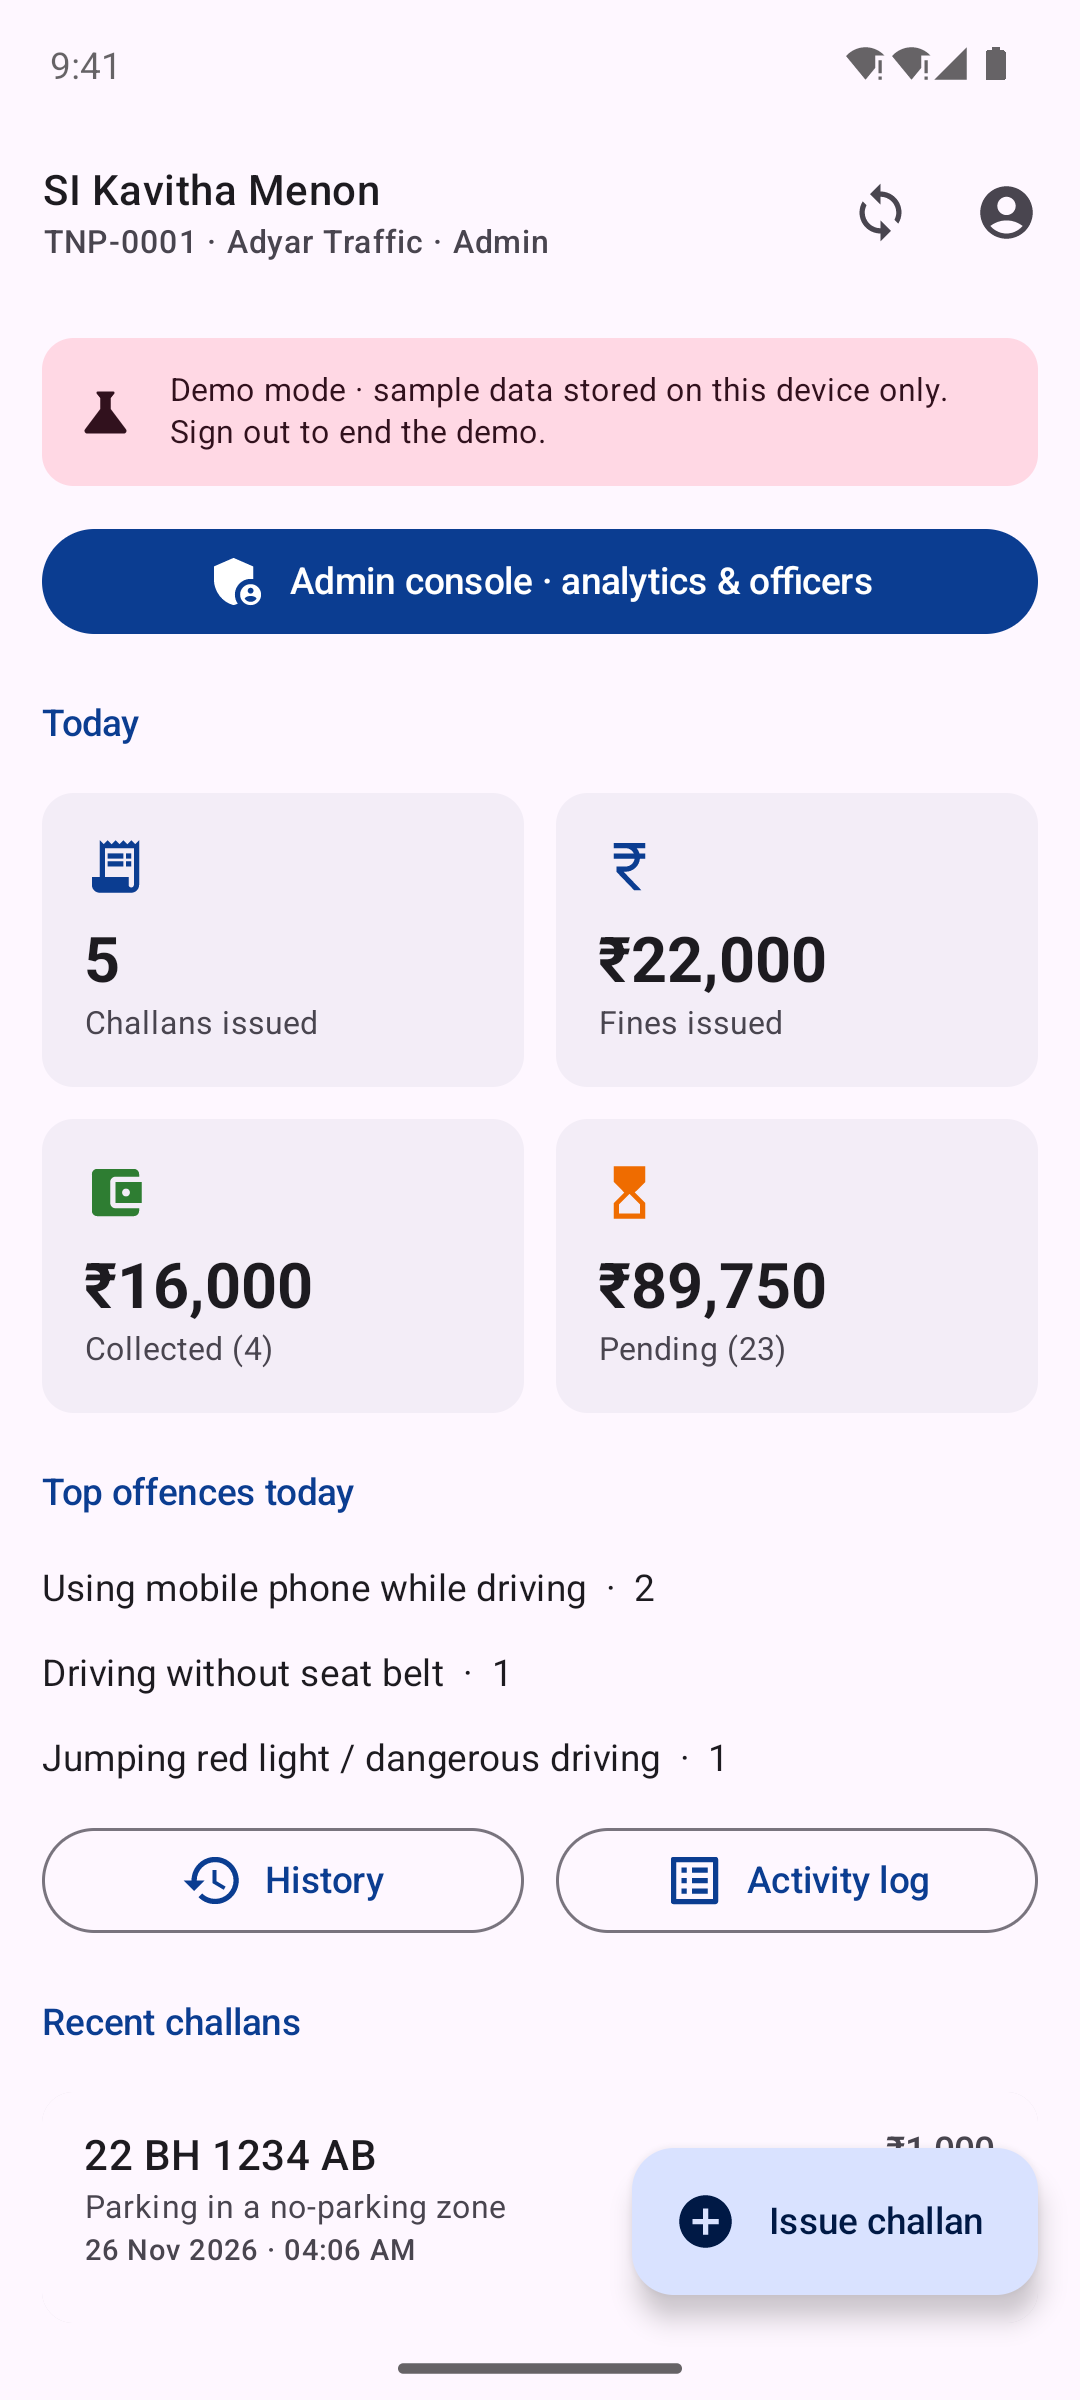 9:41
SI Kavitha Menon
TNP-0001 · Adyar Traffic · Admin
Demo mode · sample data stored on this device only.
Sign out to end the demo.
Admin console · analytics & officers
Today
5
Challans issued
₹22,000
Fines issued
₹16,000
Collected (4)
₹89,750
Pending (23)
Top offences today
Using mobile phone while driving · 2
Driving without seat belt · 1
Jumping red light / dangerous driving · 1
History
Activity log
Recent challans
22 BH 1234 AB
₹1,000
Parking in a no-parking zone
26 Nov 2026 · 04:06 AM
Issue challan